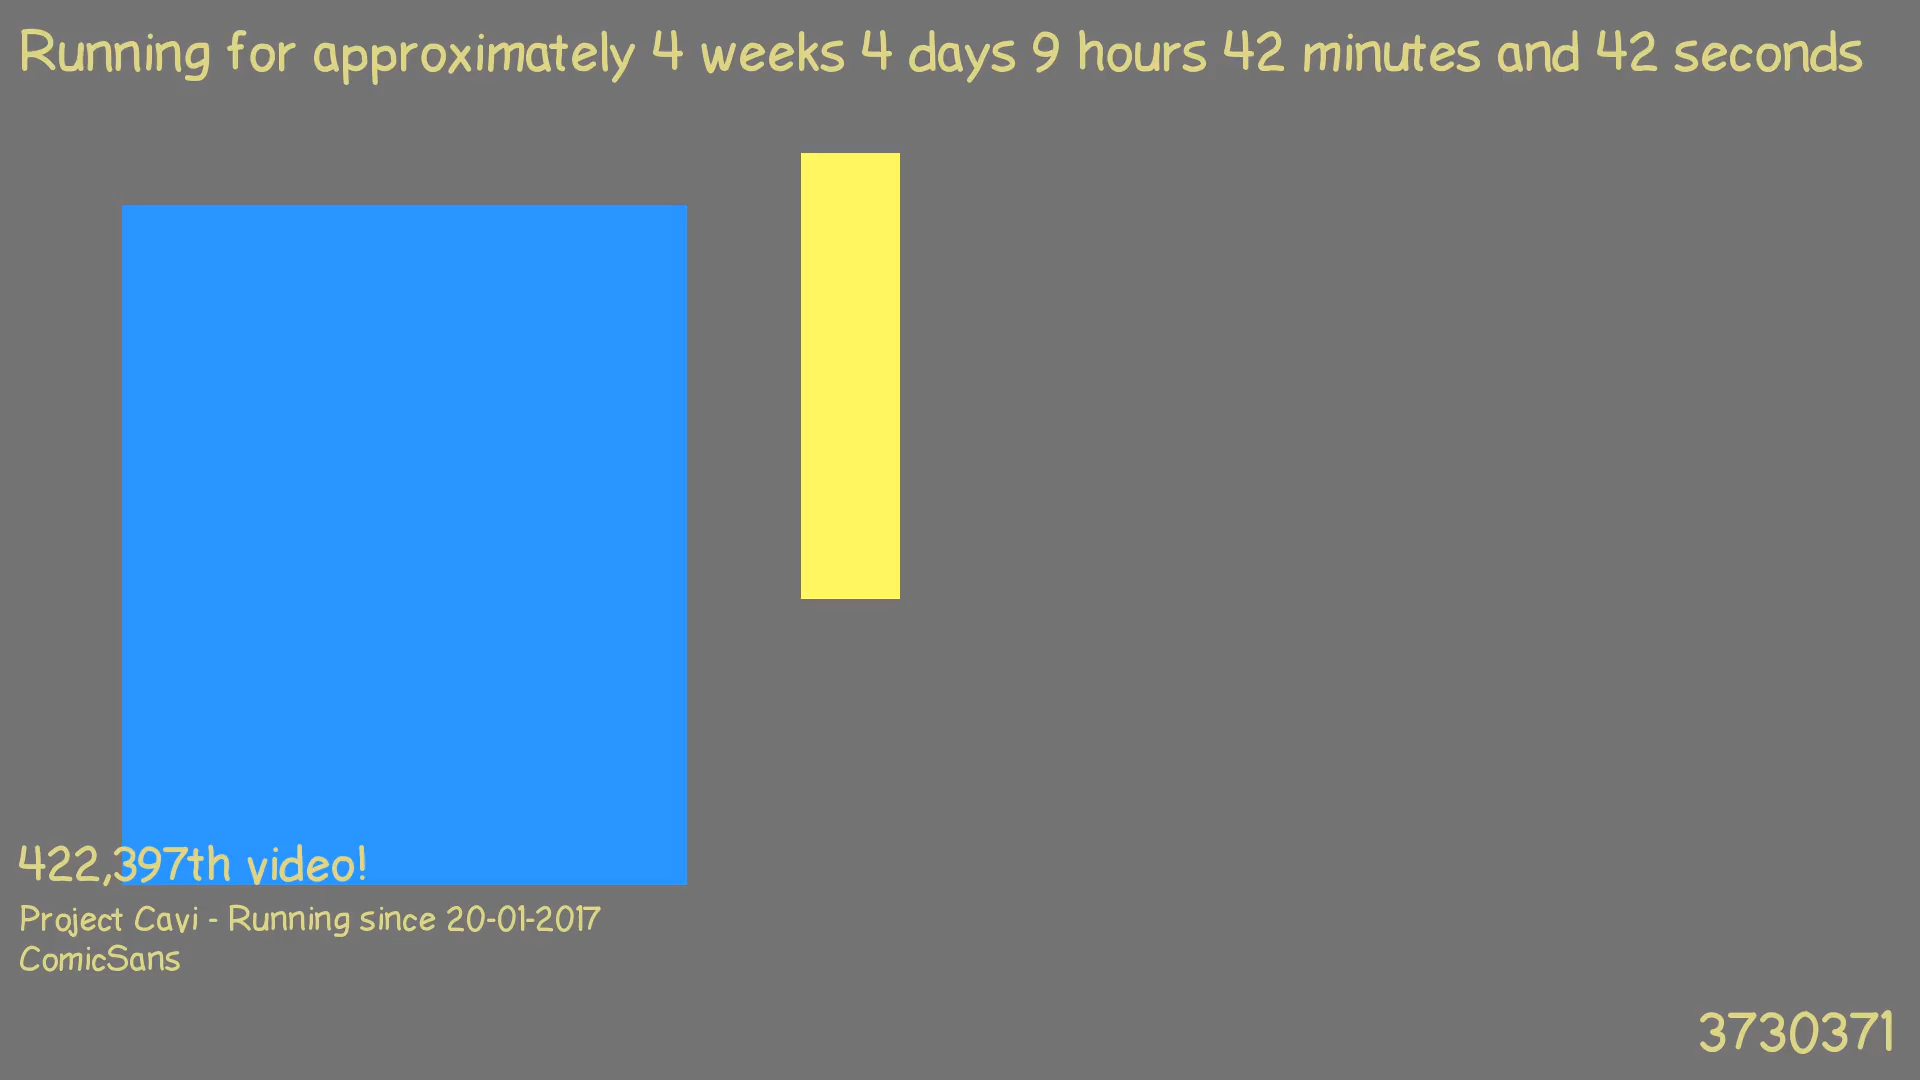 Running for approximately 4 weeks 4 days 9 hours 42 minutes and 42 seconds
422,397th video!
Project Cavi - Running since 20-01-2017
ComicSans
3730371